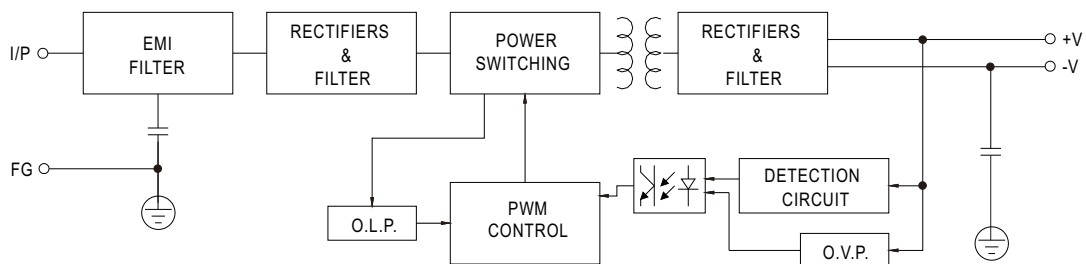 I/P
EMI
FILTER
RECTIFIERS
&
FILTER
POWER
SWITCHING
RECTIFIERS
&
FILTER
+V
-V
FG
O.L.P.
PWM
CONTROL
DETECTION
CIRCUIT
O.V.P.